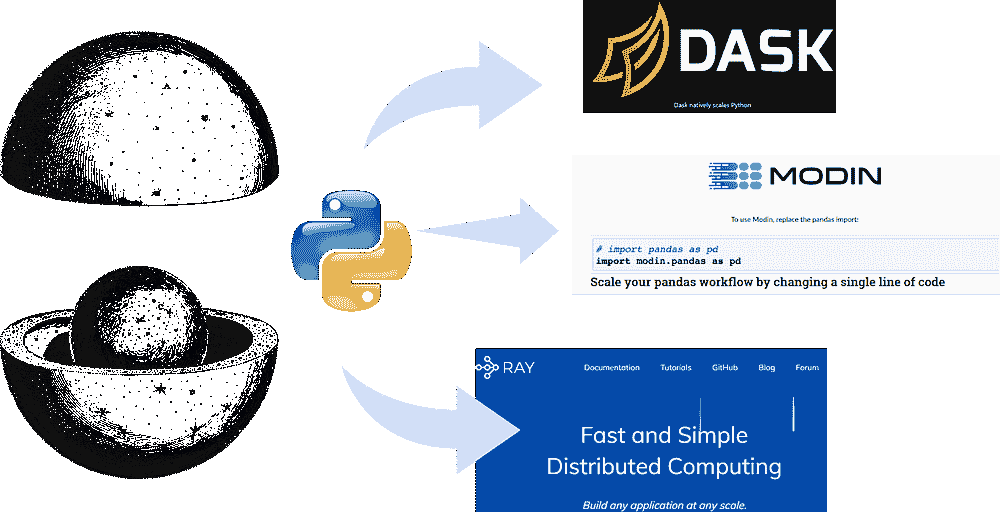 DASK
Dask natively scales Python
MODIN
To use Modin, replace the pandas import:
# import pandas as pd
import modin.pandas as pd
Scale your pandas workflow by changing a single line of code
RAY
Documentation Tutorials GitHub Blog Forum
Fast and Simple
Distributed Computing
Build any application at any scale.